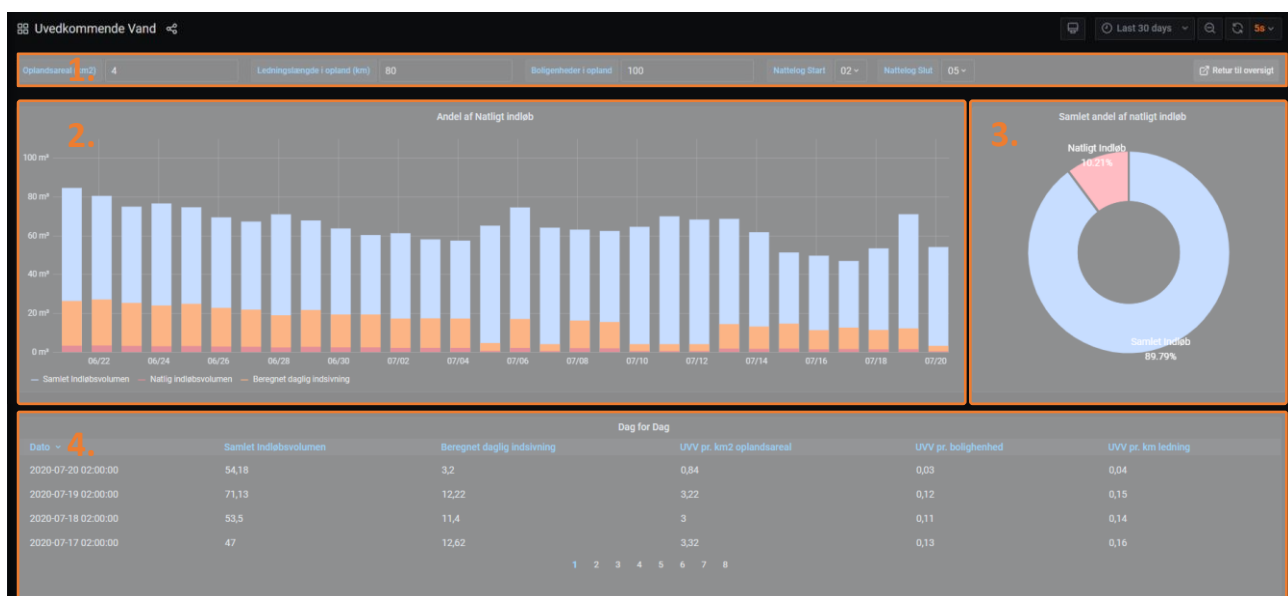 Uvedkommende Vand
Last 30 days 5s
1.
Oplandsareal (km2) 4 Ledningslængde i opland (km) 80 Boligenheder i opland 100 Nattelog Start 02 Nattelog Slut 05 Retur til oversigt
2.
Andel af Natligt indløb
100 m³
80 m³
60 m³
40 m³
20 m³
0 m³
06/22 06/24 06/26 06/28 06/30 07/02 07/04 07/06 07/08 07/10 07/12 07/14 07/16 07/18 07/20
Samlet Indløbsvolumen Natlig indløbsvolumen Beregnet daglig indsivning
3.
Samlet andel af natligt indløb
Natligt Indløb
10.21%
Samlet Indløb
89.79%
4.
Dag for Dag
Dato Samlet Indløbsvolumen Beregnet daglig indsivning UVV pr. km2 oplandsareal UVV pr. bolighenhed UVV pr. km ledning
2020-07-20 02:00:00 54,18 3,2 0,84 0,03 0,04
2020-07-19 02:00:00 71,13 12,22 3,22 0,12 0,15
2020-07-18 02:00:00 53,5 11,4 3 0,11 0,14
2020-07-17 02:00:00 47 12,62 3,32 0,13 0,16
1 2 3 4 5 6 7 8